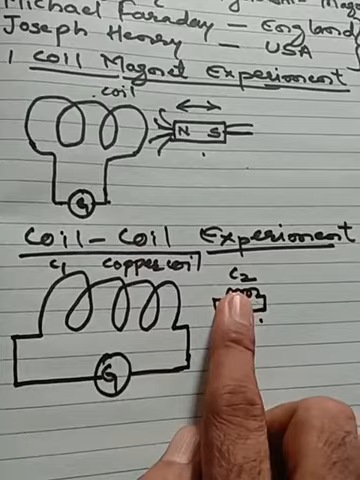 Michael Faraday – England
Joseph Henry – USA
1 Coil Magnet Experiment
coil
N S
G
Coil – Coil Experiment
C1 copper coil C2
G